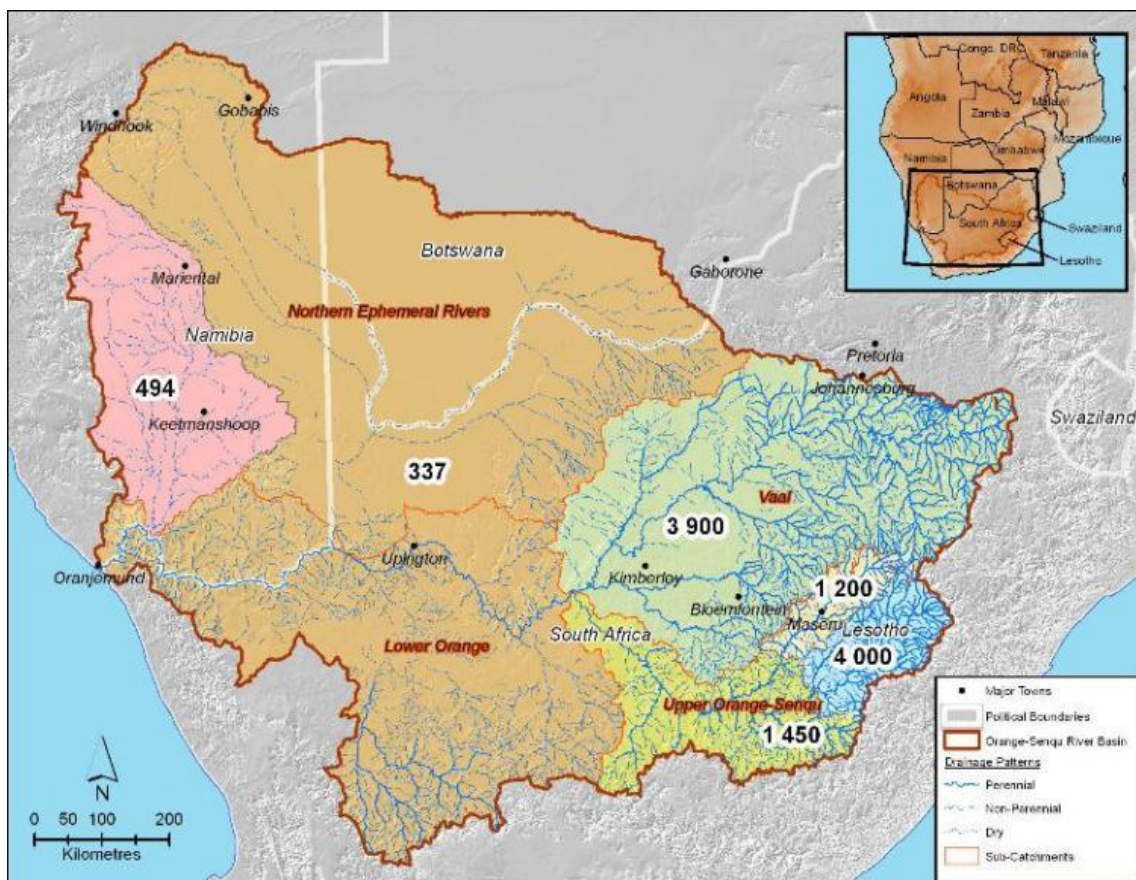 Congo, DRC
Tanzania
Angola
Malawi
Zambia
Mozambique
Zimbabwe
Namibia
Botswana
South Africa
Swaziland
Lesotho
Windhoek
Gobabis
Botswana
Gaborone
Mariental
Northern Ephemeral Rivers
Namibia
Pretoria
Johannesburg
Swaziland
494
Keetmanshoop
337
Vaal
3 900
Upington
Oranjemund
Kimberley
1 200
Bloemfontein
Maseru
South Africa
Lesotho
Lower Orange
4 000
Upper Orange-Senqu
1 450
N
0 50 100 200
Kilometres
Major Towns
Political Boundaries
Orange-Senqu River Basin
Drainage Patterns
Perennial
Non-Perennial
Dry
Sub-Catchments